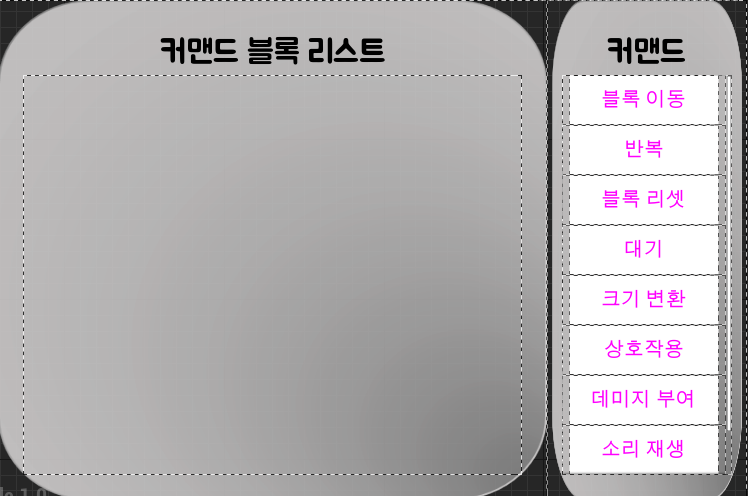 커맨드 블록 리스트
커맨드
블록 이동
반복
블록 리셋
대기
크기 변환
상호작용
데미지 부여
소리 재생